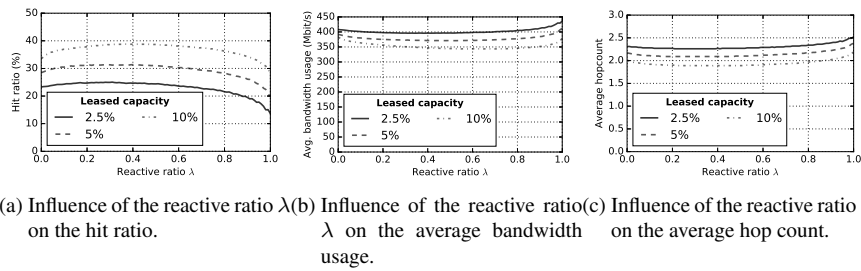 50
40
30
20
10
0
Hit ratio (%)
Leased capacity
2.5%
10%
5%
0.0 0.2 0.4 0.6 0.8 1.0
Reactive ratio λ
450
400
350
300
250
200
150
100
50
0
Avg. bandwidth usage (Mbit/s)
Leased capacity
2.5%
10%
5%
0.0 0.2 0.4 0.6 0.8 1.0
Reactive ratio λ
3.0
2.5
2.0
1.5
1.0
0.5
0.0
Average hopcount
Leased capacity
2.5%
10%
5%
0.0 0.2 0.4 0.6 0.8 1.0
Reactive ratio λ
(a) Influence of the reactive ratio λ
on the hit ratio.
(b) Influence of the reactive ratio
λ on the average bandwidth
usage.
(c) Influence of the reactive ratio
on the average hop count.